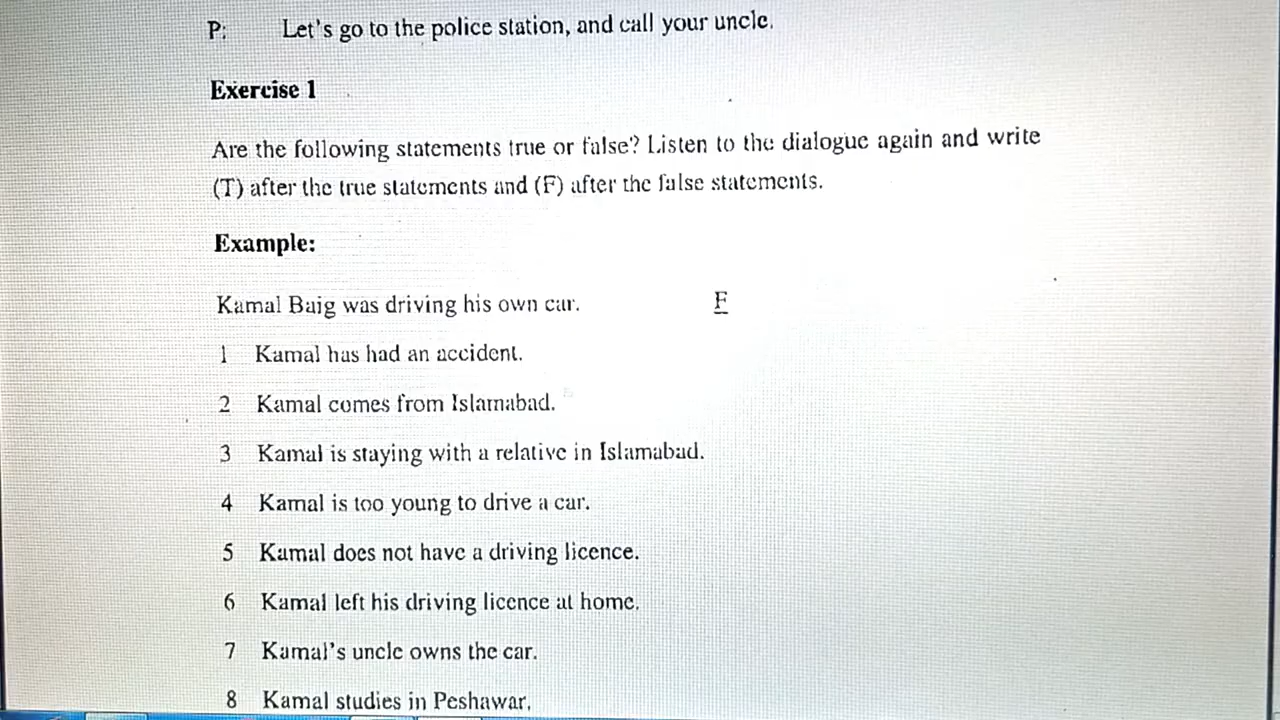 P: Let's go to the police station, and call your uncle.
Exercise 1
Are the following statements true or false? Listen to the dialogue again and write
(T) after the true statements and (F) after the false statements.
Example:
Kamal Baig was driving his own car. F
1 Kamal has had an accident.
2 Kamal comes from Islamabad.
3 Kamal is staying with a relative in Islamabad.
4 Kamal is too young to drive a car.
5 Kamal does not have a driving licence.
6 Kamal left his driving licence at home.
7 Kamal's uncle owns the car.
8 Kamal studies in Peshawar.